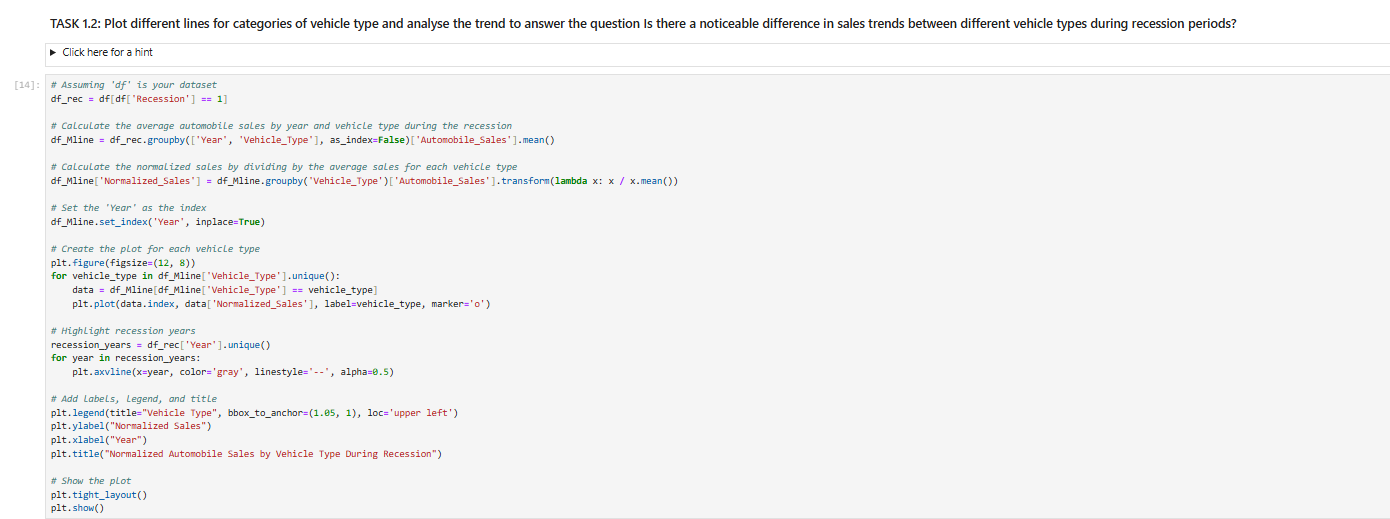 TASK 1.2: Plot different lines for categories of vehicle type and analyse the trend to answer the question Is there a noticeable difference in sales trends between different vehicle types during recession periods?
▶ Click here for a hint
[14]: # Assuming 'df' is your dataset
df_rec = df[df['Recession'] == 1]
# Calculate the average automobile sales by year and vehicle type during the recession
df_Mline = df_rec.groupby(['Year', 'Vehicle_Type'], as_index=False)['Automobile_Sales'].mean()
# Calculate the normalized sales by dividing by the average sales for each vehicle type
df_Mline['Normalized_Sales'] = df_Mline.groupby('Vehicle_Type')['Automobile_Sales'].transform(lambda x: x / x.mean())
# Set the 'Year' as the index
df_Mline.set_index('Year', inplace=True)
# Create the plot for each vehicle type
plt.figure(figsize=(12, 8))
for vehicle_type in df_Mline['Vehicle_Type'].unique():
    data = df_Mline[df_Mline['Vehicle_Type'] == vehicle_type]
    plt.plot(data.index, data['Normalized_Sales'], label=vehicle_type, marker='o')
# Highlight recession years
recession_years = df_rec['Year'].unique()
for year in recession_years:
    plt.axvline(x=year, color='gray', linestyle='--', alpha=0.5)
# Add labels, legend, and title
plt.legend(title="Vehicle Type", bbox_to_anchor=(1.05, 1), loc='upper left')
plt.ylabel("Normalized Sales")
plt.xlabel("Year")
plt.title("Normalized Automobile Sales by Vehicle Type During Recession")
# Show the plot
plt.tight_layout()
plt.show()